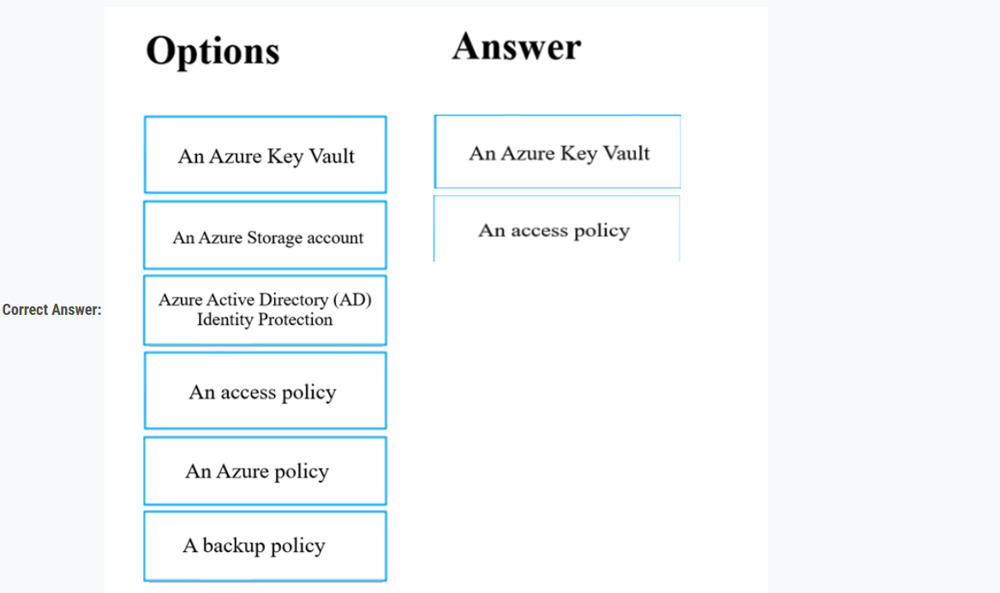 Options
Answer
An Azure Key Vault
An Azure Key Vault
An Azure Storage account
An access policy
Correct Answer:
Azure Active Directory (AD)
Identity Protection
An access policy
An Azure policy
A backup policy